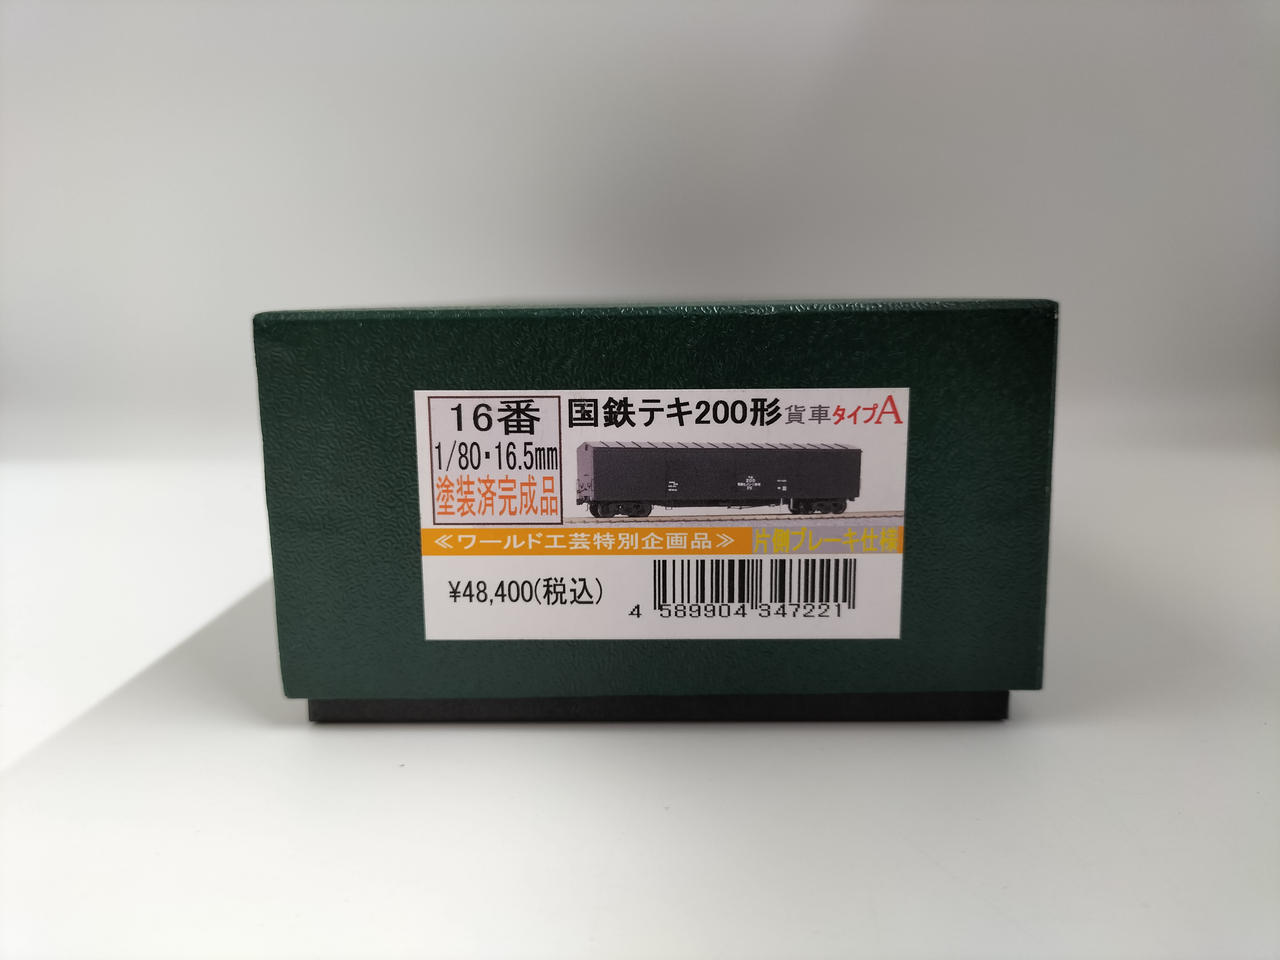 16番
1/80・16.5mm
塗装済完成品
国鉄テキ200形 貨車タイプA
≪ワールド工芸特別企画品≫ 片側ブレーキ仕様
¥48,400(税込)
4 589904 347221